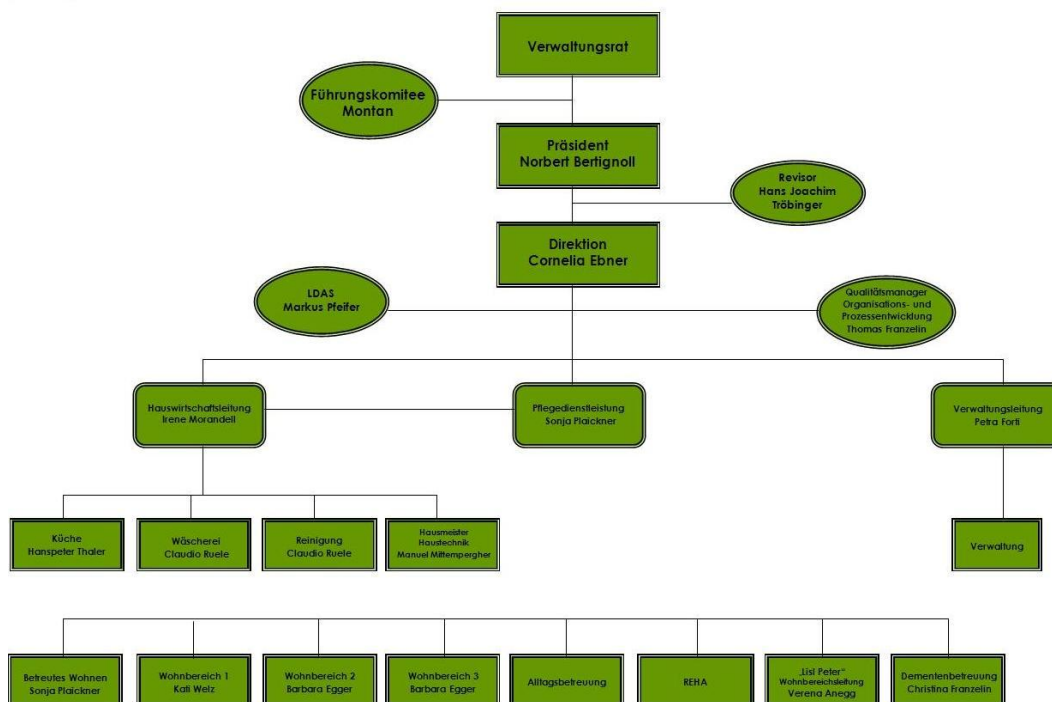 Verwaltungsrat
Führungskomitee
Montan
Präsident
Norbert Bertignoll
Revisor
Hans Joachim
Tröbinger
Direktion
Cornelia Ebner
LDAS
Markus Pfeifer
Qualitätsmanager
Organisations- und
Prozessentwicklung
Thomas Franzelin
Hauswirtschaftsleitung
Irene Morandell
Pflegedienstleistung
Sonja Plaickner
Verwaltungsleitung
Petra Forti
Küche
Hanspeter Thaler
Wäscherei
Claudio Ruele
Reinigung
Claudio Ruele
Hausmeister
Haustechnik
Manuel Mittempergher
Verwaltung
Betreutes Wohnen
Sonja Plaickner
Wohnbereich 1
Kati Welz
Wohnbereich 2
Barbara Egger
Wohnbereich 3
Barbara Egger
Alltagsbetreuung
REHA
„Lisl Peter“
Wohnbereichsleitung
Verena Anegg
Dementenbetreuung
Christina Franzelin